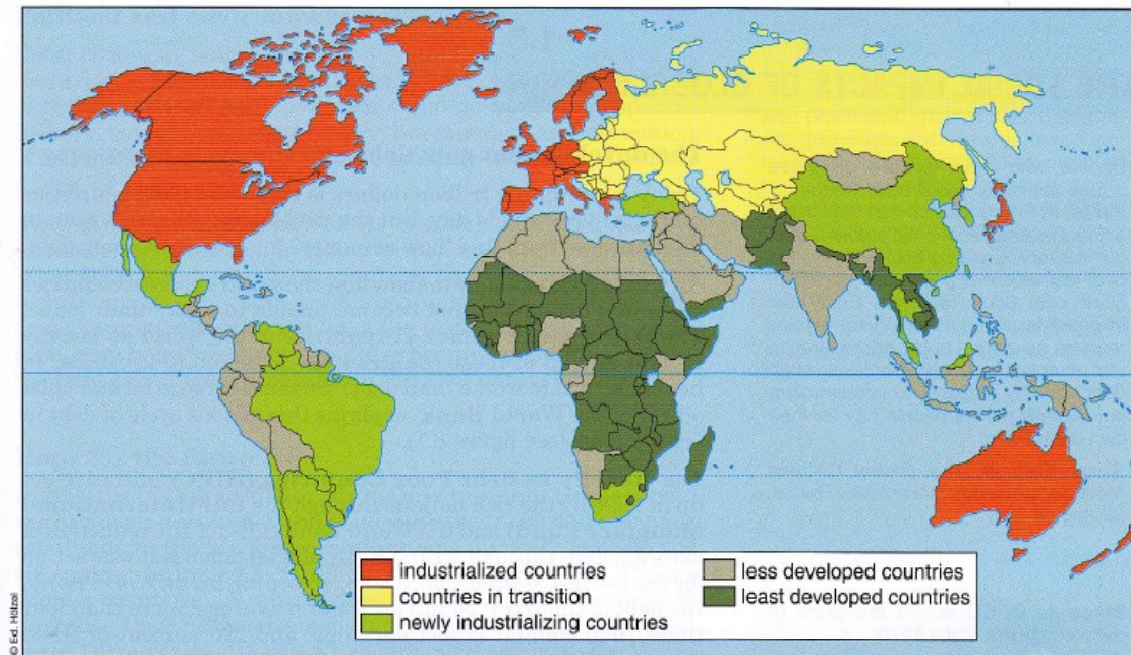 industrialized countries
countries in transition
newly industrializing countries
less developed countries
least developed countries
© Ed. Hölzel